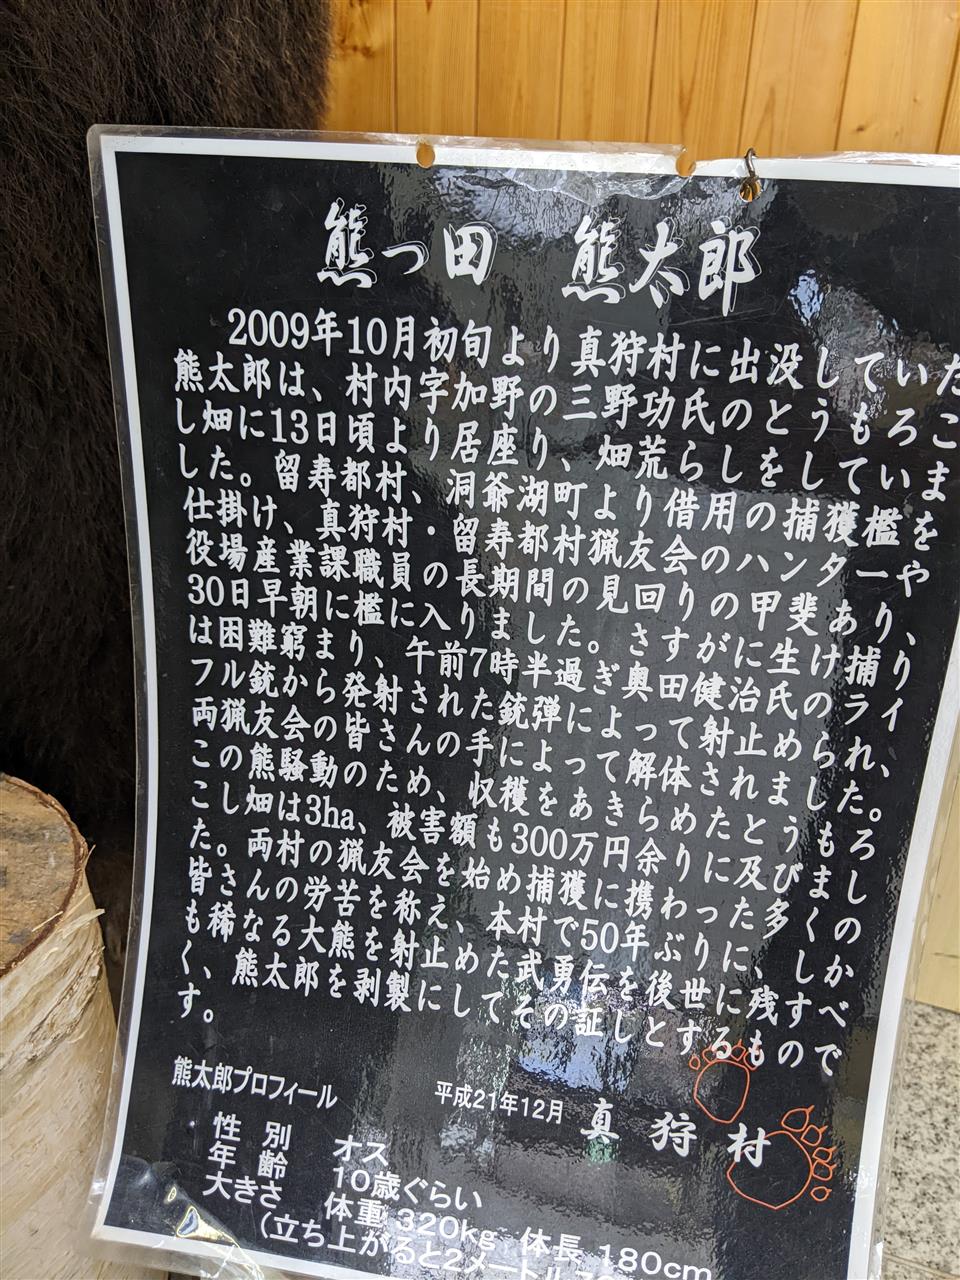 熊っ田　熊太郎
2009年10月初旬より真狩村に出没していた
熊太郎は、村内字加野の三野功氏のとうもろこ
し畑に13日頃より居座り、畑荒らしをしていま
した。留寿都村、洞爺湖町より借用の捕獲檻を
仕掛け、真狩村・留寿都村猟友会のハンターや
役場産業課職員の長期間の見回りの甲斐あり、
30日早朝に檻に入りました。さすがに生け捕り
は困難窮まり、午前7時半過ぎ奥田健治氏のライ
フル銃から発射された銃弾によって射止められ、
両猟友会の皆さんの手によって解体されました。
この熊騒動のため、収穫をあきらめたとうもろ
こし畑は3ha、被害額も300万円余りに及びまし
た。両村の猟友会を始め捕獲に携わった多くの
皆さんの労苦を称え、本村で50年ぶりに、しか
も稀なる大熊を射止めた武勇伝を後世に残すべ
く、熊太郎を剥製にしてその証しとするもので
す。
平成21年12月　真狩村
熊太郎プロフィール
性別　オス
年齢　10歳ぐらい
大きさ　体重 320kg 体長 180cm
（立ち上がると2メートル